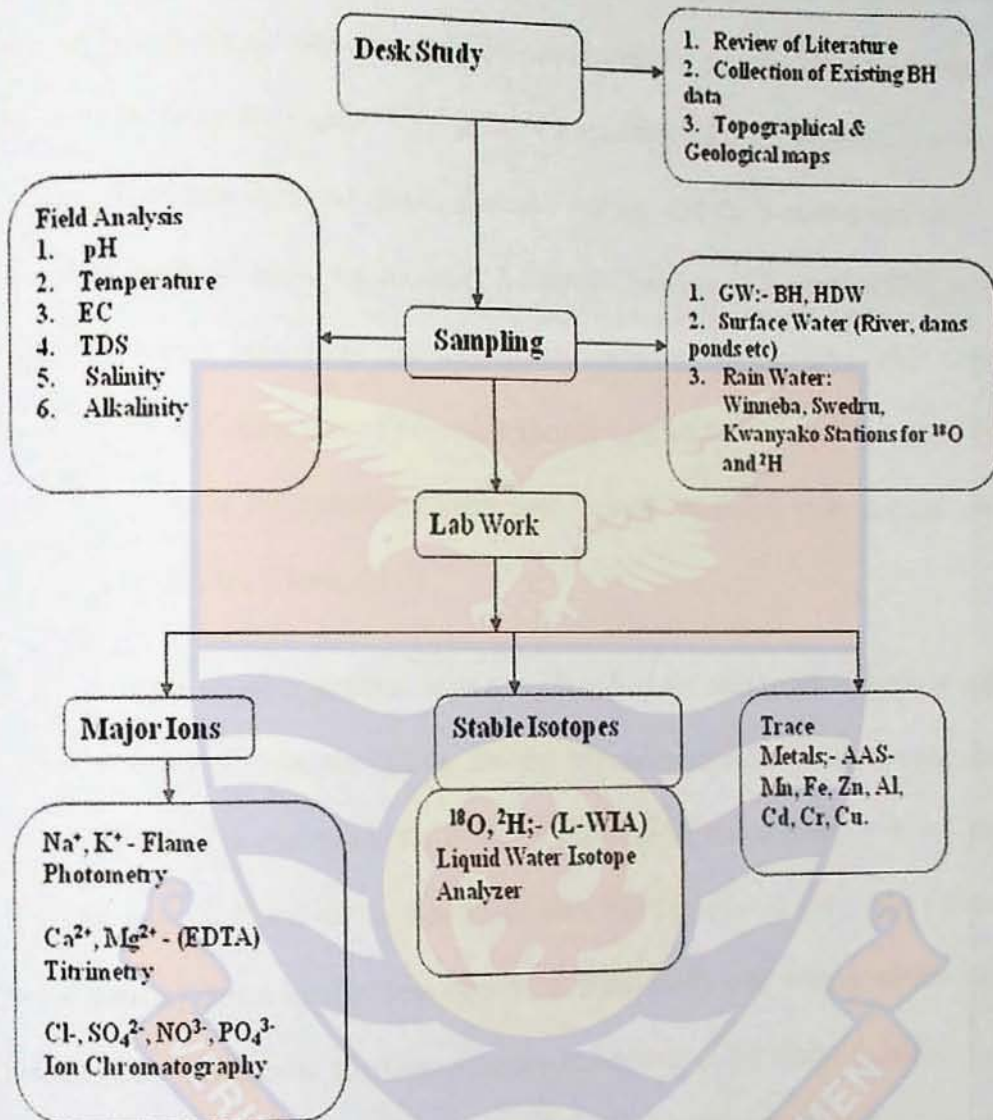 Desk Study
1. Review of Literature
2. Collection of Existing BH
data
3. Topographical &
Geological maps
Field Analysis
1. pH
2. Temperature
3. EC
4. TDS
5. Salinity
6. Alkalinity
Sampling
1. GW:- BH, HDW
2. Surface Water (River, dams
ponds etc)
3. Rain Water:
Winneba, Swedru,
Kwanyako Stations for ¹⁸O
and ²H
Lab Work
Major Ions
Stable Isotopes
Trace
Metals;- AAS-
Mn, Fe, Zn, Al,
Cd, Cr, Cu.
Na⁺, K⁺ - Flame
Photometry
Ca²⁺, Mg²⁺ - (EDTA)
Titrimetry
Cl-, SO₄²⁻, NO³⁻, PO₄³⁻
Ion Chromatography
¹⁸O, ²H;- (L-WIA)
Liquid Water Isotope
Analyzer